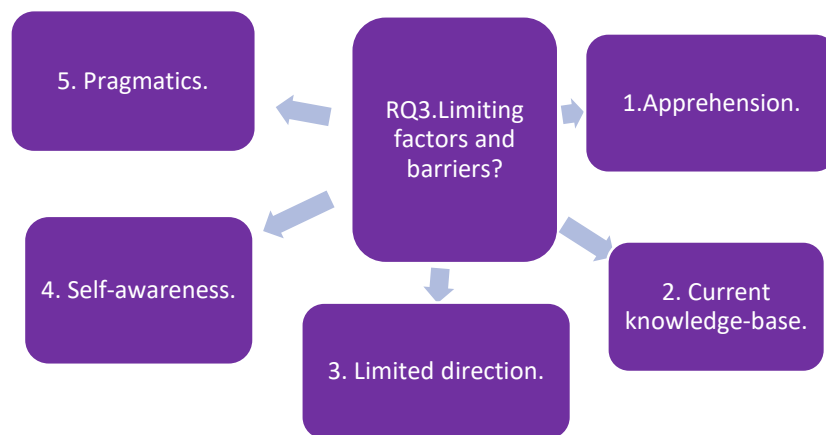 RQ3.Limiting
factors and
barriers?
1.Apprehension.
2. Current
knowledge-base.
3. Limited direction.
4. Self-awareness.
5. Pragmatics.